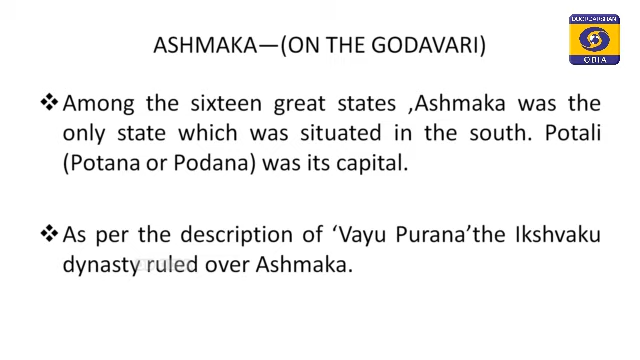 DOORDARSHAN
ODIA
ASHMAKA—(ON THE GODAVARI)
❖Among the sixteen great states ,Ashmaka was the
only state which was situated in the south. Potali
(Potana or Podana) was its capital.
❖As per the description of ‘Vayu Purana’the Ikshvaku
dynasty ruled over Ashmaka.